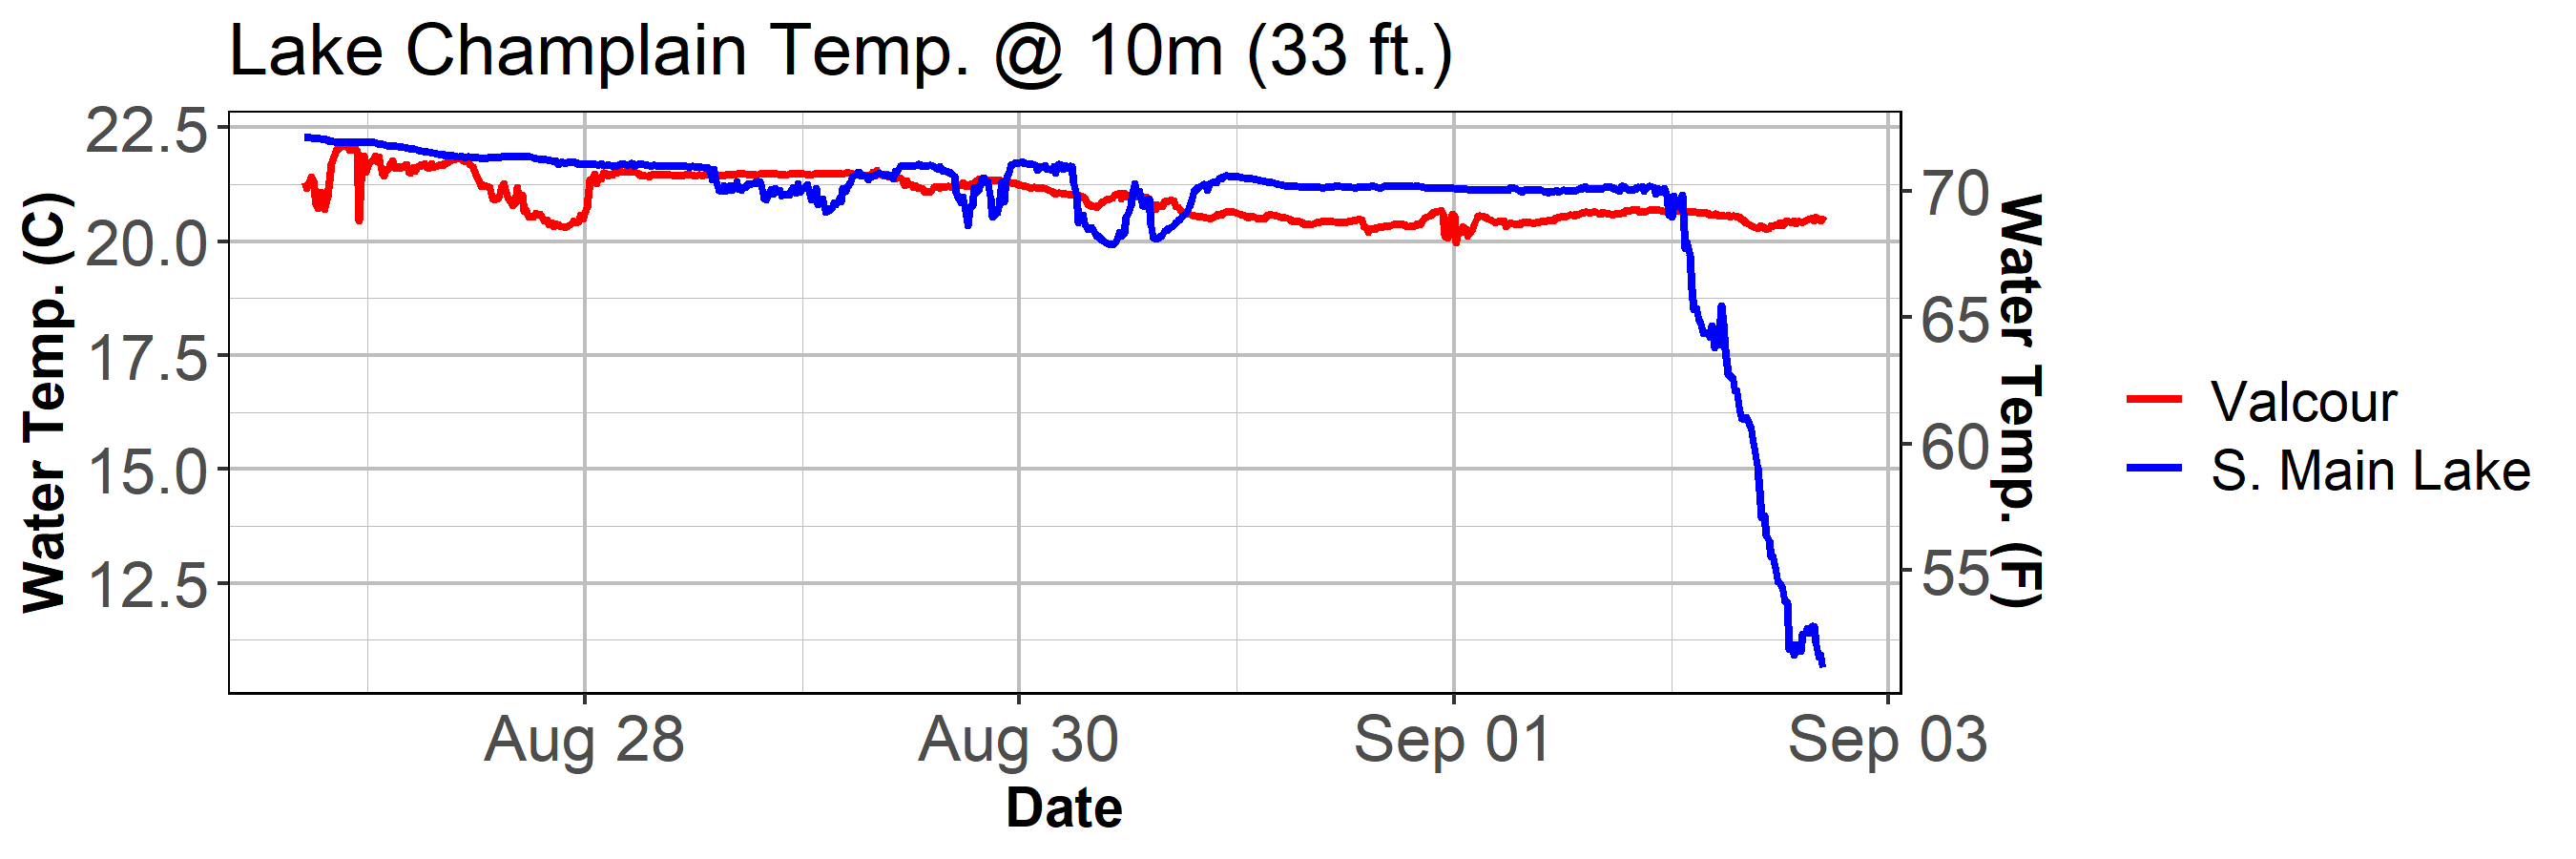 Lake Champlain Temp. @ 10m (33 ft.)
Water Temp. (C)
22.5
20.0
17.5
15.0
12.5
70
65
60
55
Water Temp. (F)
Aug 28
Aug 30
Sep 01
Sep 03
Date
Valcour
S. Main Lake